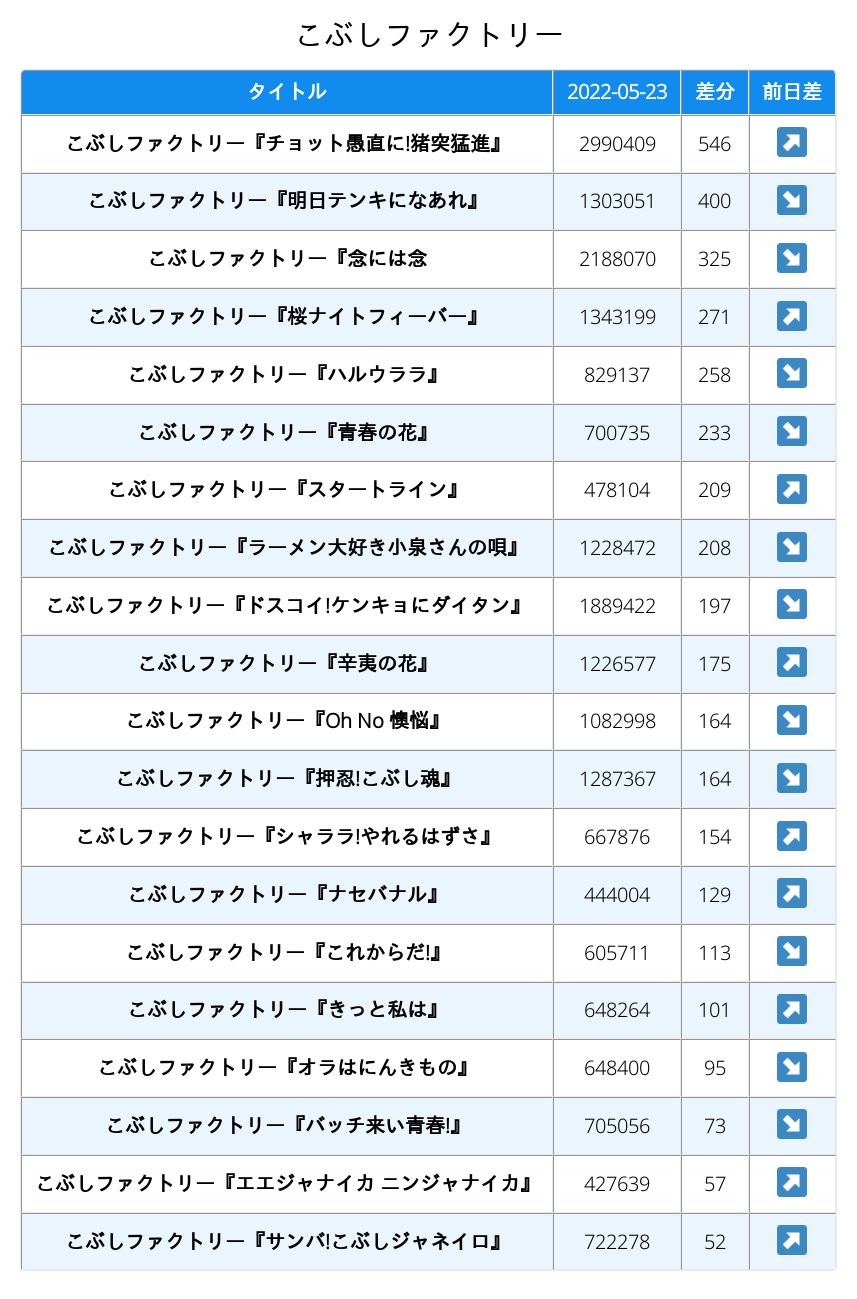 こぶしファクトリー
タイトル 2022-05-23 差分 前日差
こぶしファクトリー『チョット愚直に!猪突猛進』 2990409 546 ↗
こぶしファクトリー『明日テンキになあれ』 1303051 400 ↘
こぶしファクトリー『念には念 2188070 325 ↘
こぶしファクトリー『桜ナイトフィーバー』 1343199 271 ↗
こぶしファクトリー『ハルウララ』 829137 258 ↘
こぶしファクトリー『青春の花』 700735 233 ↘
こぶしファクトリー『スタートライン』 478104 209 ↗
こぶしファクトリー『ラーメン大好き小泉さんの唄』 1228472 208 ↘
こぶしファクトリー『ドスコイ!ケンキョにダイタン』 1889422 197 ↘
こぶしファクトリー『辛夷の花』 1226577 175 ↗
こぶしファクトリー『Oh No 懊悩』 1082998 164 ↘
こぶしファクトリー『押忍!こぶし魂』 1287367 164 ↘
こぶしファクトリー『シャララ!やれるはずさ』 667876 154 ↗
こぶしファクトリー『ナセバナル』 444004 129 ↗
こぶしファクトリー『これからだ!』 605711 113 ↘
こぶしファクトリー『きっと私は』 648264 101 ↗
こぶしファクトリー『オラはにんきもの』 648400 95 ↘
こぶしファクトリー『バッチ来い青春!』 705056 73 ↘
こぶしファクトリー『エエジャナイカ ニンジャナイカ』 427639 57 ↗
こぶしファクトリー『サンバ!こぶしジャネイロ』 722278 52 ↗